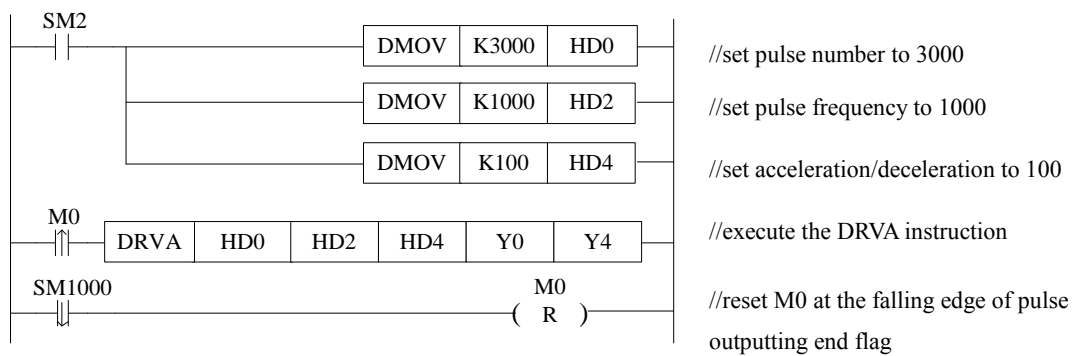 SM2
DMOV K3000 HD0
//set pulse number to 3000
DMOV K1000 HD2
//set pulse frequency to 1000
DMOV K100 HD4
//set acceleration/deceleration to 100
M0
DRVA HD0 HD2 HD4 Y0 Y4
//execute the DRVA instruction
SM1000
M0
( R )
//reset M0 at the falling edge of pulse
outputting end flag